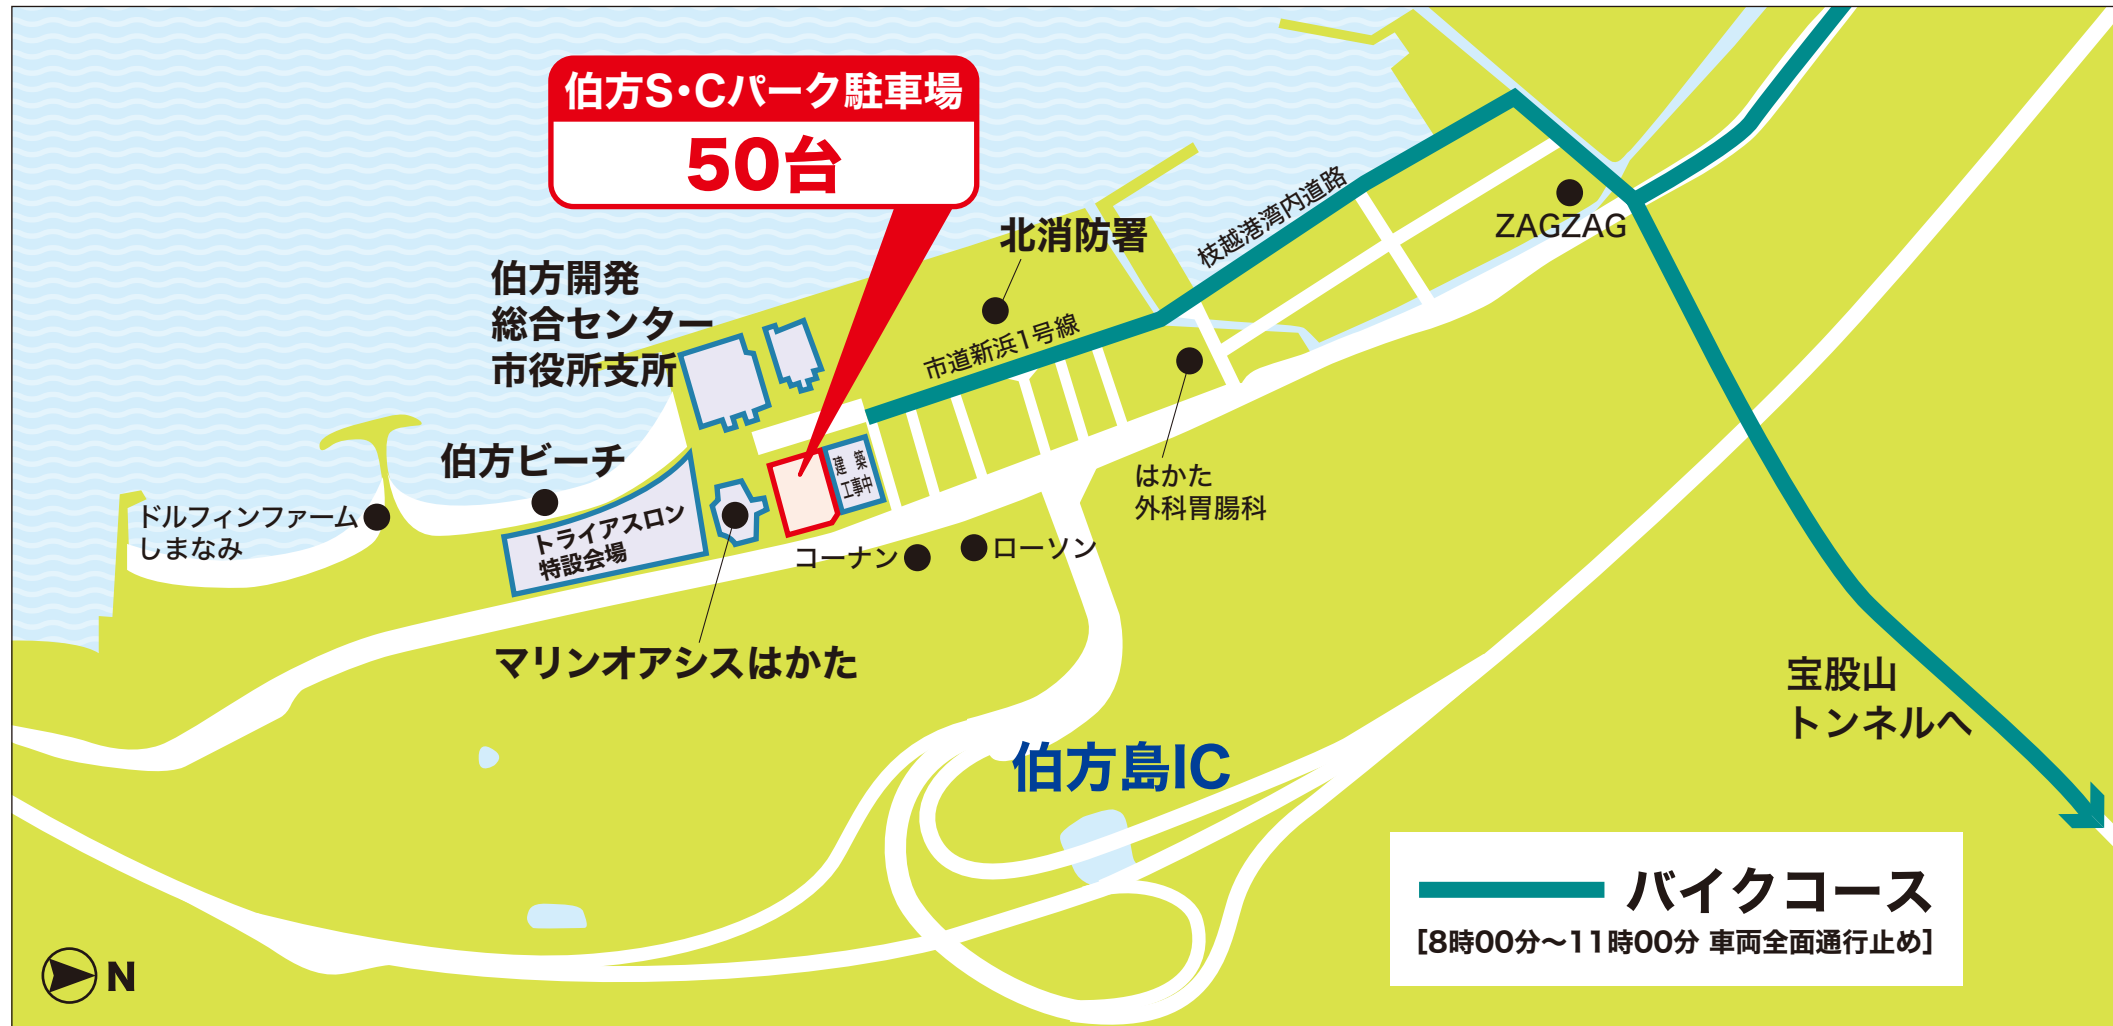 伯方S・Cパーク駐車場
50台
北消防署
枝越港湾内道路
ZAGZAG
伯方開発
総合センター
市役所支所
市道新浜1号線
伯方ビーチ
建築
工事中
はかた
外科胃腸科
ドルフィンファーム
しまなみ
トライアスロン
特設会場
コーナン
ローソン
マリンオアシスはかた
宝股山
トンネルへ
伯方島IC
バイクコース
[8時00分～11時00分 車両全面通行止め]
N